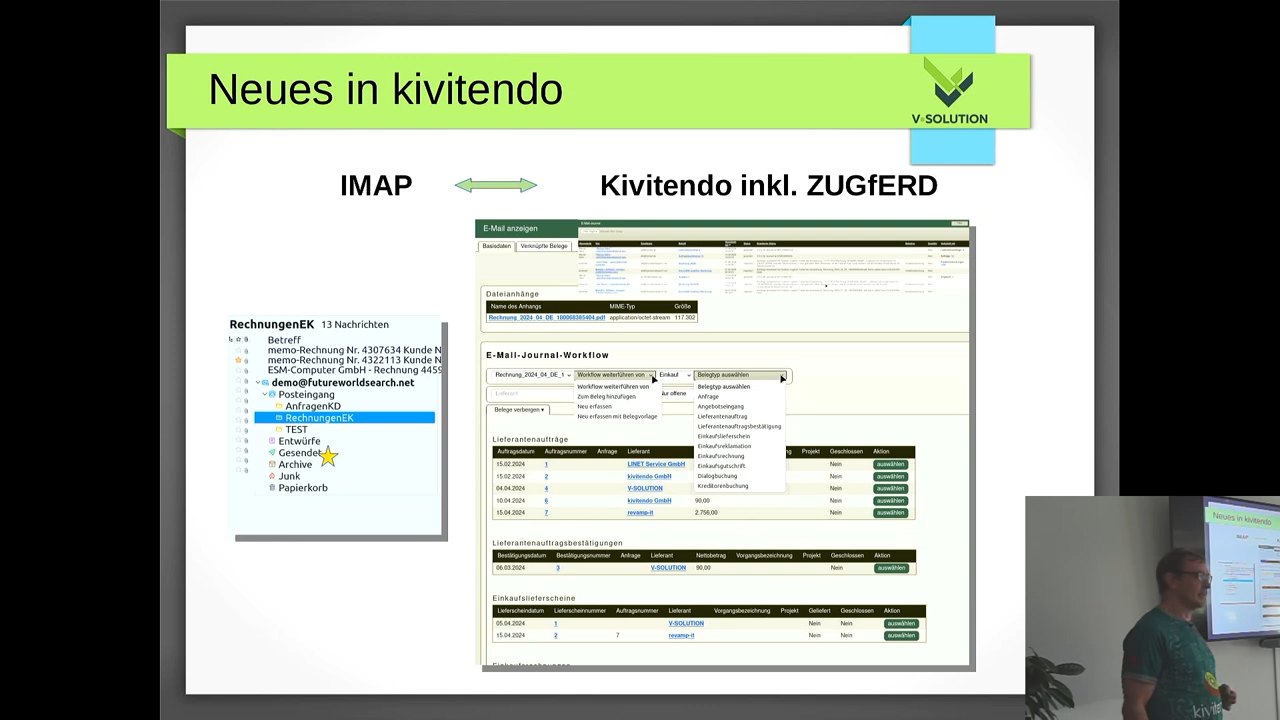 Neues in kivitendo
V-SOLUTION
IMAP
Kivitendo inkl. ZUGfERD
RechnungenEK 13 Nachrichten
Betreff
memo-Rechnung Nr. 4307634 Kunde N
memo-Rechnung Nr. 4322113 Kunde N
ESM-Computer GmbH - Rechnung 4459
demo@futureworldsearch.net
Posteingang
AnfragenKD
RechnungenEK
TEST
Entwürfe
Gesendet
Archive
Junk
Papierkorb
E-Mail anzeigen
Basisdaten Verknüpfte Belege
Dateianhänge
Name des Anhangs MIME-Typ Größe
Rechnung_2024_04_DE_180068385404.pdf application/octet-stream 117.302
E-Mail-Journal-Workflow
Rechnung_2024_04_DE_1 Workflow weiterführen von Einkauf Belegtyp auswählen
Workflow weiterführen von
Zum Beleg hinzufügen
Neu erfassen
Neu erfassen mit Belegvorlage
Lieferant
Nur offene
Belege verbergen
Belegtyp auswählen
Anfrage
Angebotseingang
Lieferantenauftrag
Lieferantenauftragsbestätigung
Einkaufslieferschein
Einkaufsreklamation
Einkaufsrechnung
Einkaufsgutschrift
Dialogbuchung
Kreditorenbuchung
Lieferantenaufträge
Auftragsdatum Auftragsnummer Anfrage Lieferant Projekt Geschlossen Aktion
15.02.2024 1 LINET Service GmbH Nein auswählen
15.02.2024 2 kivitendo GmbH Nein auswählen
04.04.2024 4 V-SOLUTION Nein auswählen
10.04.2024 6 kivitendo GmbH 90,00 Nein auswählen
15.04.2024 7 revamp-it 2.756,00 Nein auswählen
Lieferantenauftragsbestätigungen
Bestätigungsdatum Bestätigungsnummer Anfrage Lieferant Nettobetrag Vorgangsbezeichnung Projekt Geschlossen Aktion
06.03.2024 3 V-SOLUTION 90,00 Nein auswählen
Einkaufslieferscheine
Lieferscheindatum Lieferscheinnummer Auftragsnummer Lieferant Vorgangsbezeichnung Projekt Geliefert Geschlossen Aktion
05.04.2024 1 V-SOLUTION Nein Nein auswählen
15.04.2024 2 7 revamp-it Nein Nein auswählen
Neues in kivitendo
IMAP